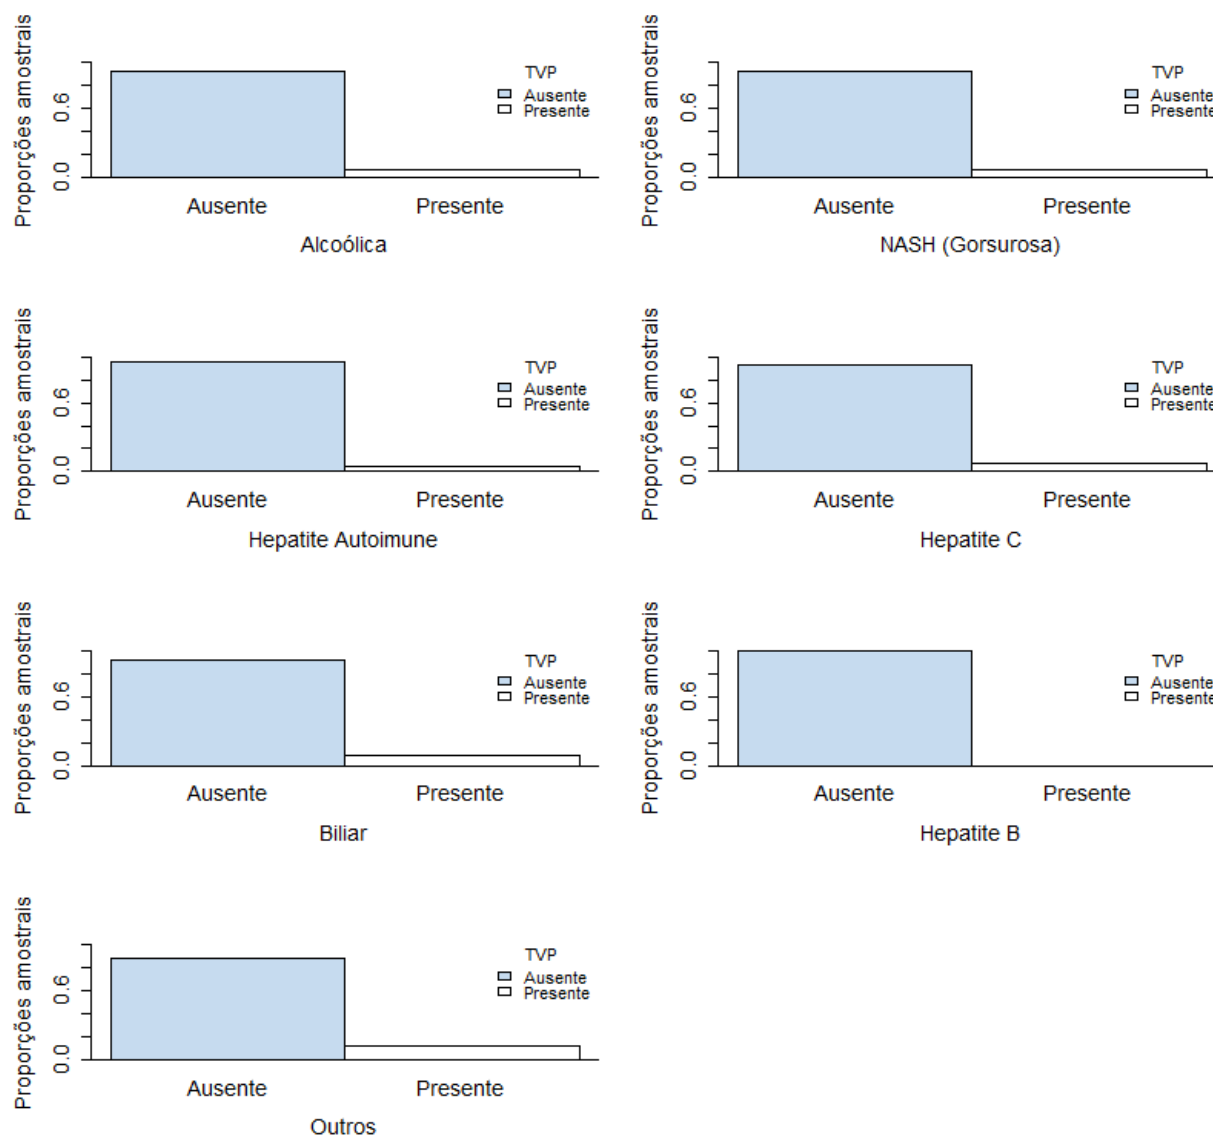 Proporções amostrais
0.0
0.6
TVP
Ausente
Presente
Ausente
Presente
Alcoólica
Proporções amostrais
0.0
0.6
TVP
Ausente
Presente
Ausente
Presente
NASH (Gorsurosa)
Proporções amostrais
0.0
0.6
TVP
Ausente
Presente
Ausente
Presente
Hepatite Autoimune
Proporções amostrais
0.0
0.6
TVP
Ausente
Presente
Ausente
Presente
Hepatite C
Proporções amostrais
0.0
0.6
TVP
Ausente
Presente
Ausente
Presente
Biliar
Proporções amostrais
0.0
0.6
TVP
Ausente
Presente
Ausente
Presente
Hepatite B
Proporções amostrais
0.0
0.6
TVP
Ausente
Presente
Ausente
Presente
Outros